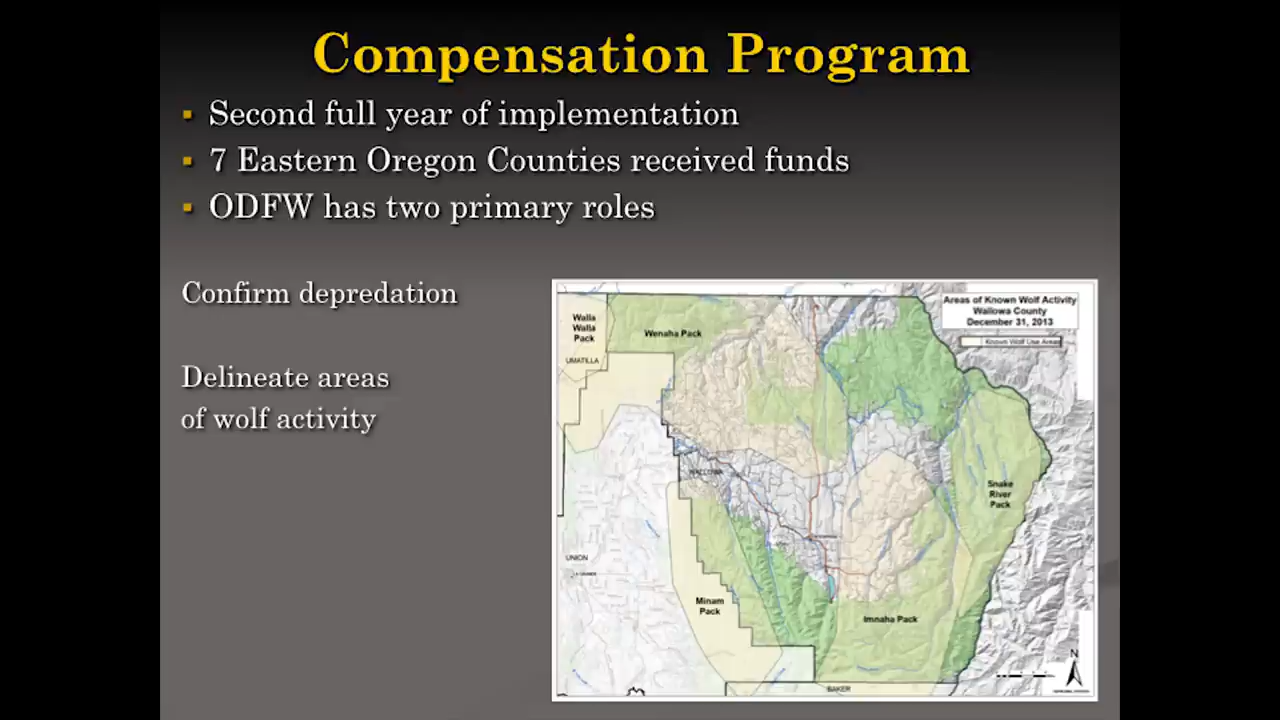 Compensation Program
Second full year of implementation
7 Eastern Oregon Counties received funds
ODFW has two primary roles
Confirm depredation
Delineate areas
of wolf activity
Areas of Known Wolf Activity
Wallowa County
December 31, 2013
Known Wolf Use Areas
Walla
Walla
Pack
Wenaha Pack
UMATILLA
WALLOWA
Snake
River
Pack
UNION
Minam
Pack
Imnaha Pack
BAKER
N